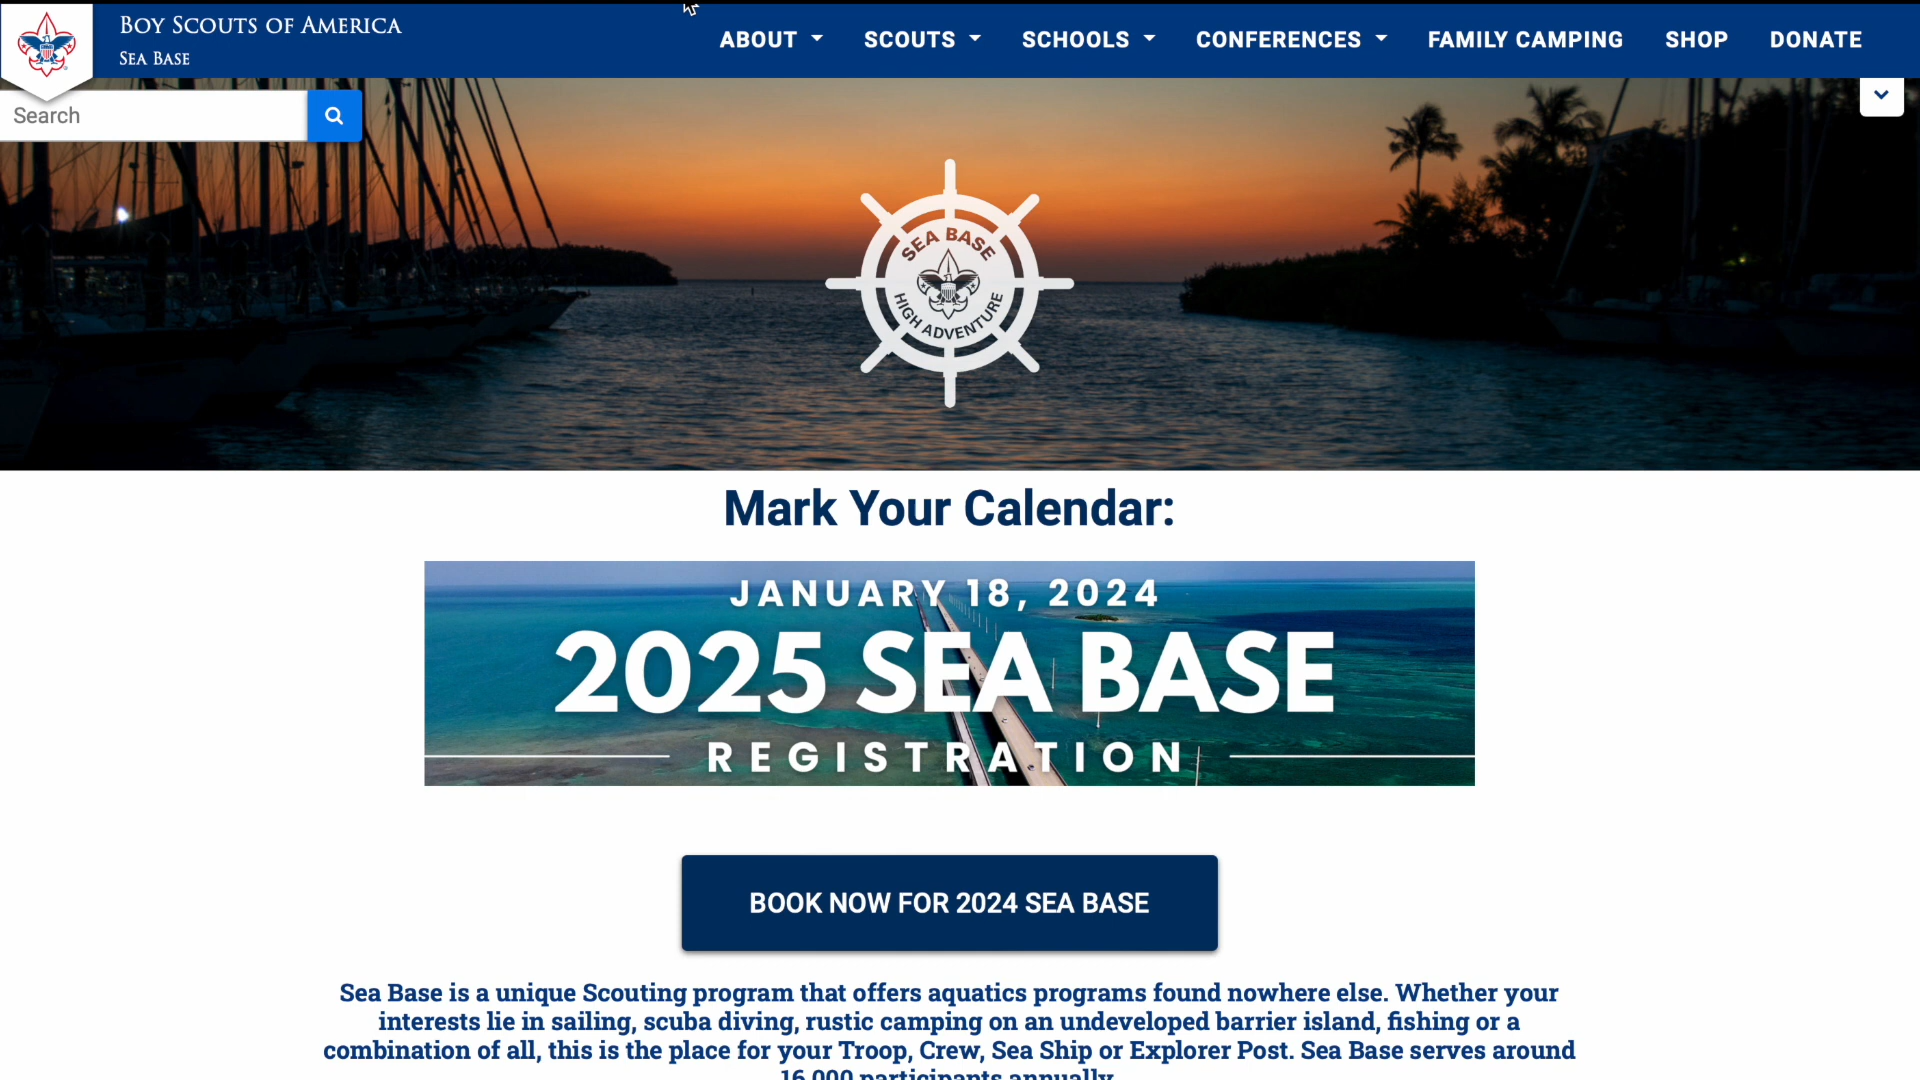 BOY SCOUTS OF AMERICA
SEA BASE
ABOUT SCOUTS SCHOOLS CONFERENCES FAMILY CAMPING SHOP DONATE
Search
SEA BASE
HIGH ADVENTURE
Mark Your Calendar:
JANUARY 18, 2024
2025 SEA BASE
REGISTRATION
BOOK NOW FOR 2024 SEA BASE
Sea Base is a unique Scouting program that offers aquatics programs found nowhere else. Whether your
interests lie in sailing, scuba diving, rustic camping on an undeveloped barrier island, fishing or a
combination of all, this is the place for your Troop, Crew, Sea Ship or Explorer Post. Sea Base serves around
16,000 participants annually.